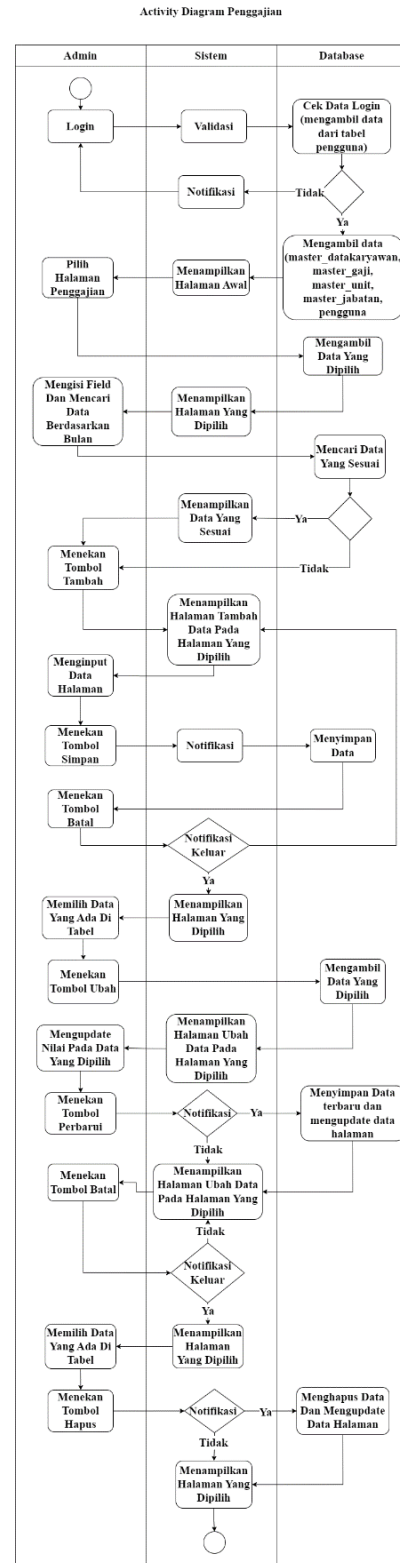 Activity Diagram Penggajian
Admin
Sistem
Database
Login
Validasi
Cek Data Login
(mengambil data
dari tabel
pengguna)
Notifikasi
Tidak
Ya
Pilih
Halaman
Penggajian
Menampilkan
Halaman Awal
Mengambil data
(master_datakaryawan,
master_gaji,
master_unit,
master_jabatan,
pengguna
Mengambil
Data Yang
Dipilih
Mengisi Field
Dan Mencari
Data
Berdasarkan
Bulan
Menampilkan
Halaman Yang
Dipilih
Mencari Data
Yang Sesuai
Menampilkan
Data Yang
Sesuai
Ya
Menekan
Tombol
Tambah
Tidak
Menampilkan
Halaman Tambah
Data Pada
Halaman Yang
Dipilih
Menginput
Data
Halaman
Menekan
Tombol
Simpan
Notifikasi
Menyimpan
Data
Menekan
Tombol
Batal
Notifikasi
Keluar
Ya
Memilih Data
Yang Ada Di
Tabel
Menampilkan
Halaman Yang
Dipilih
Menekan
Tombol Ubah
Mengambil
Data Yang
Dipilih
Mengupdate
Nilai Pada Data
Yang Dipilih
Menampilkan
Halaman Ubah
Data Pada
Halaman Yang
Dipilih
Menekan
Tombol
Perbarui
Notifikasi
Ya
Menyimpan Data
terbaru dan
mengupdate data
halaman
Tidak
Menekan
Tombol Batal
Menampilkan
Halaman Ubah Data
Pada Halaman Yang
Dipilih
Tidak
Notifikasi
Keluar
Ya
Memilih Data
Yang Ada Di
Tabel
Menampilkan
Halaman
Yang Dipilih
Menekan
Tombol
Hapus
Notifikasi
Ya
Menghapus Data
Dan Mengupdate
Data Halaman
Tidak
Menampilkan
Halaman Yang
Dipilih